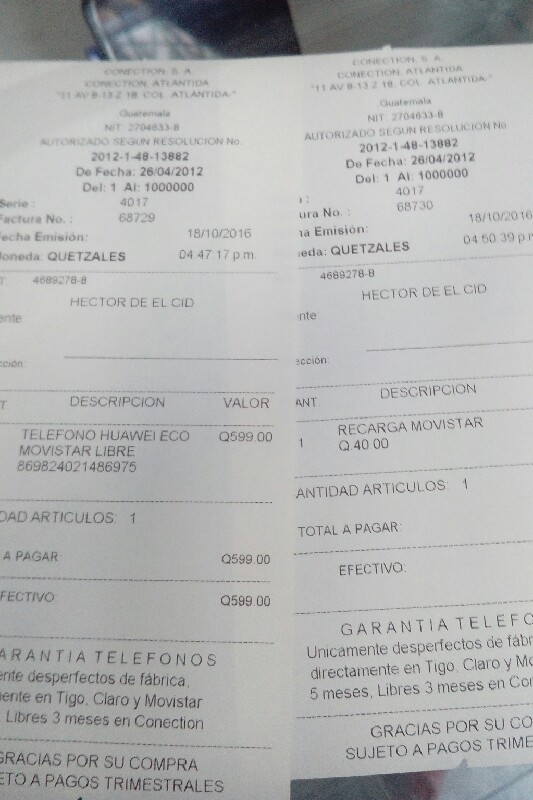 CONECTION, S. A.
CONECTION, ATLANTIDA
"11 AV 8-13 Z 18, COL. ATLANTIDA."
Guatemala
NIT: 2704633-8
AUTORIZADO SEGUN RESOLUCION No.
2012-1-48-13882
De Fecha: 26/04/2012
Del: 1 Al: 1000000
Serie : 4017
Factura No. : 68729
echa Emisión: 18/10/2016
oneda: QUETZALES 04:47:17 p.m.
T: 4689278-8
HECTOR DE EL CID
ente
cción:
T DESCRIPCION VALOR
TELEFONO HUAWEI ECO Q599.00
MOVISTAR LIBRE
869824021486975
DAD ARTICULOS: 1
A PAGAR: Q599.00
FECTIVO: Q599.00
ARANTIA TELEFONOS
nte desperfectos de fábrica,
ente en Tigo, Claro y Movistar
, Libres 3 meses en Conection
GRACIAS POR SU COMPRA
ETO A PAGOS TRIMESTRALES
CONECTION, S. A.
CONECTION, ATLANTIDA
"11 AV 8-13 Z 18, COL. ATLANTIDA."
Guatemala
NIT: 2704633-8
AUTORIZADO SEGUN RESOLUCION No.
2012-1-48-13882
De Fecha: 26/04/2012
Del: 1 Al: 1000000
: 4017
ura No. : 68730
ha Emisión: 18/10/2016
eda: QUETZALES 04:50:39 p.m
4689278-8
HECTOR DE EL CID
nte
ección:
ANT. DESCRIPCION
1 RECARGA MOVISTAR
Q.40.00
ANTIDAD ARTICULOS: 1
TOTAL A PAGAR:
EFECTIVO:
GARANTIA TELEFO
Unicamente desperfectos de fábr
directamente en Tigo, Claro y Mo
5 meses, Libres 3 meses en Con
GRACIAS POR SU CO
SUJETO A PAGOS TRIME